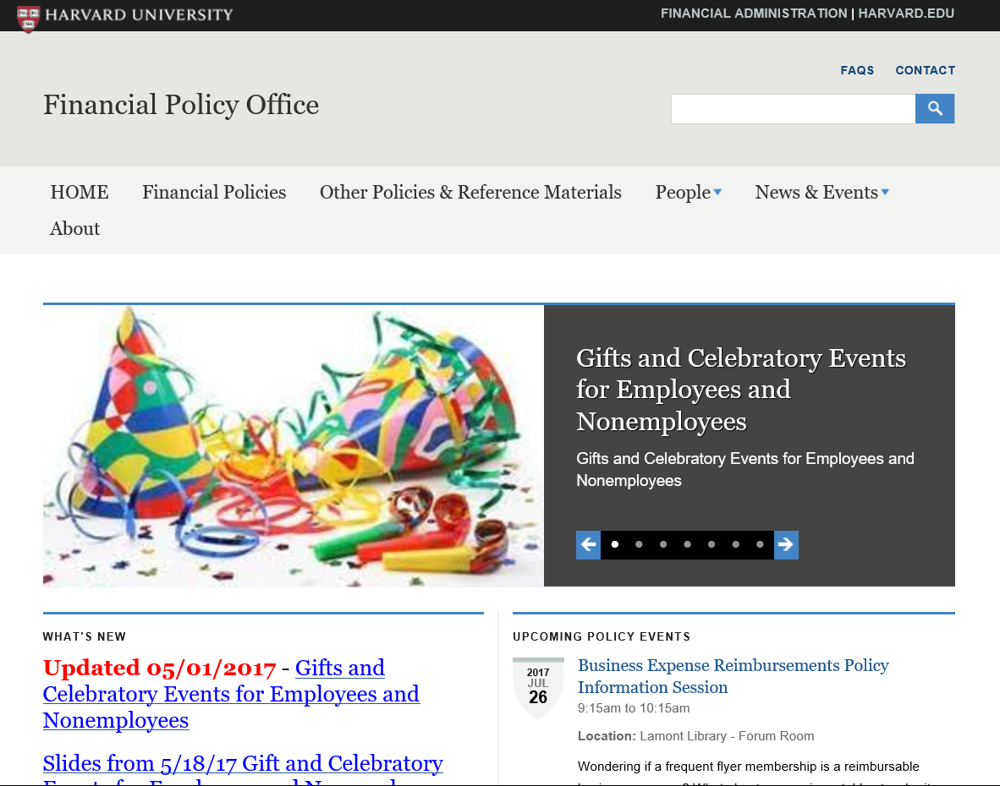 HARVARD UNIVERSITY
FINANCIAL ADMINISTRATION | HARVARD.EDU
FAQS CONTACT
Financial Policy Office
HOME Financial Policies Other Policies & Reference Materials People News & Events
About
Gifts and Celebratory Events
for Employees and
Nonemployees
Gifts and Celebratory Events for Employees and
Nonemployees
WHAT'S NEW
Updated 05/01/2017 - Gifts and
Celebratory Events for Employees and
Nonemployees
Slides from 5/18/17 Gift and Celebratory
UPCOMING POLICY EVENTS
2017
JUL
26
Business Expense Reimbursements Policy
Information Session
9:15am to 10:15am
Location: Lamont Library - Forum Room
Wondering if a frequent flyer membership is a reimbursable